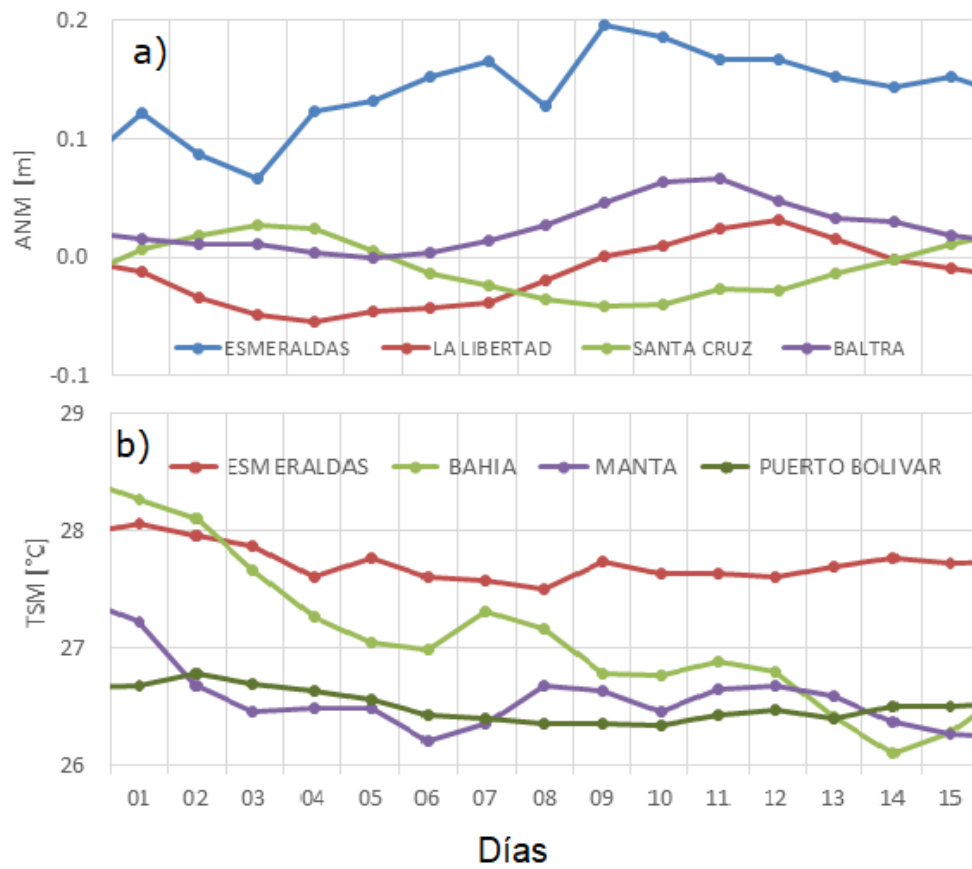 a)
0.2
0.1
0.0
-0.1
ANM [m]
ESMERALDAS LA LIBERTAD SANTA CRUZ BALTRA
b)
29
28
27
26
TSM [°C]
ESMERALDAS BAHIA MANTA PUERTO BOLIVAR
01 02 03 04 05 06 07 08 09 10 11 12 13 14 15
Días